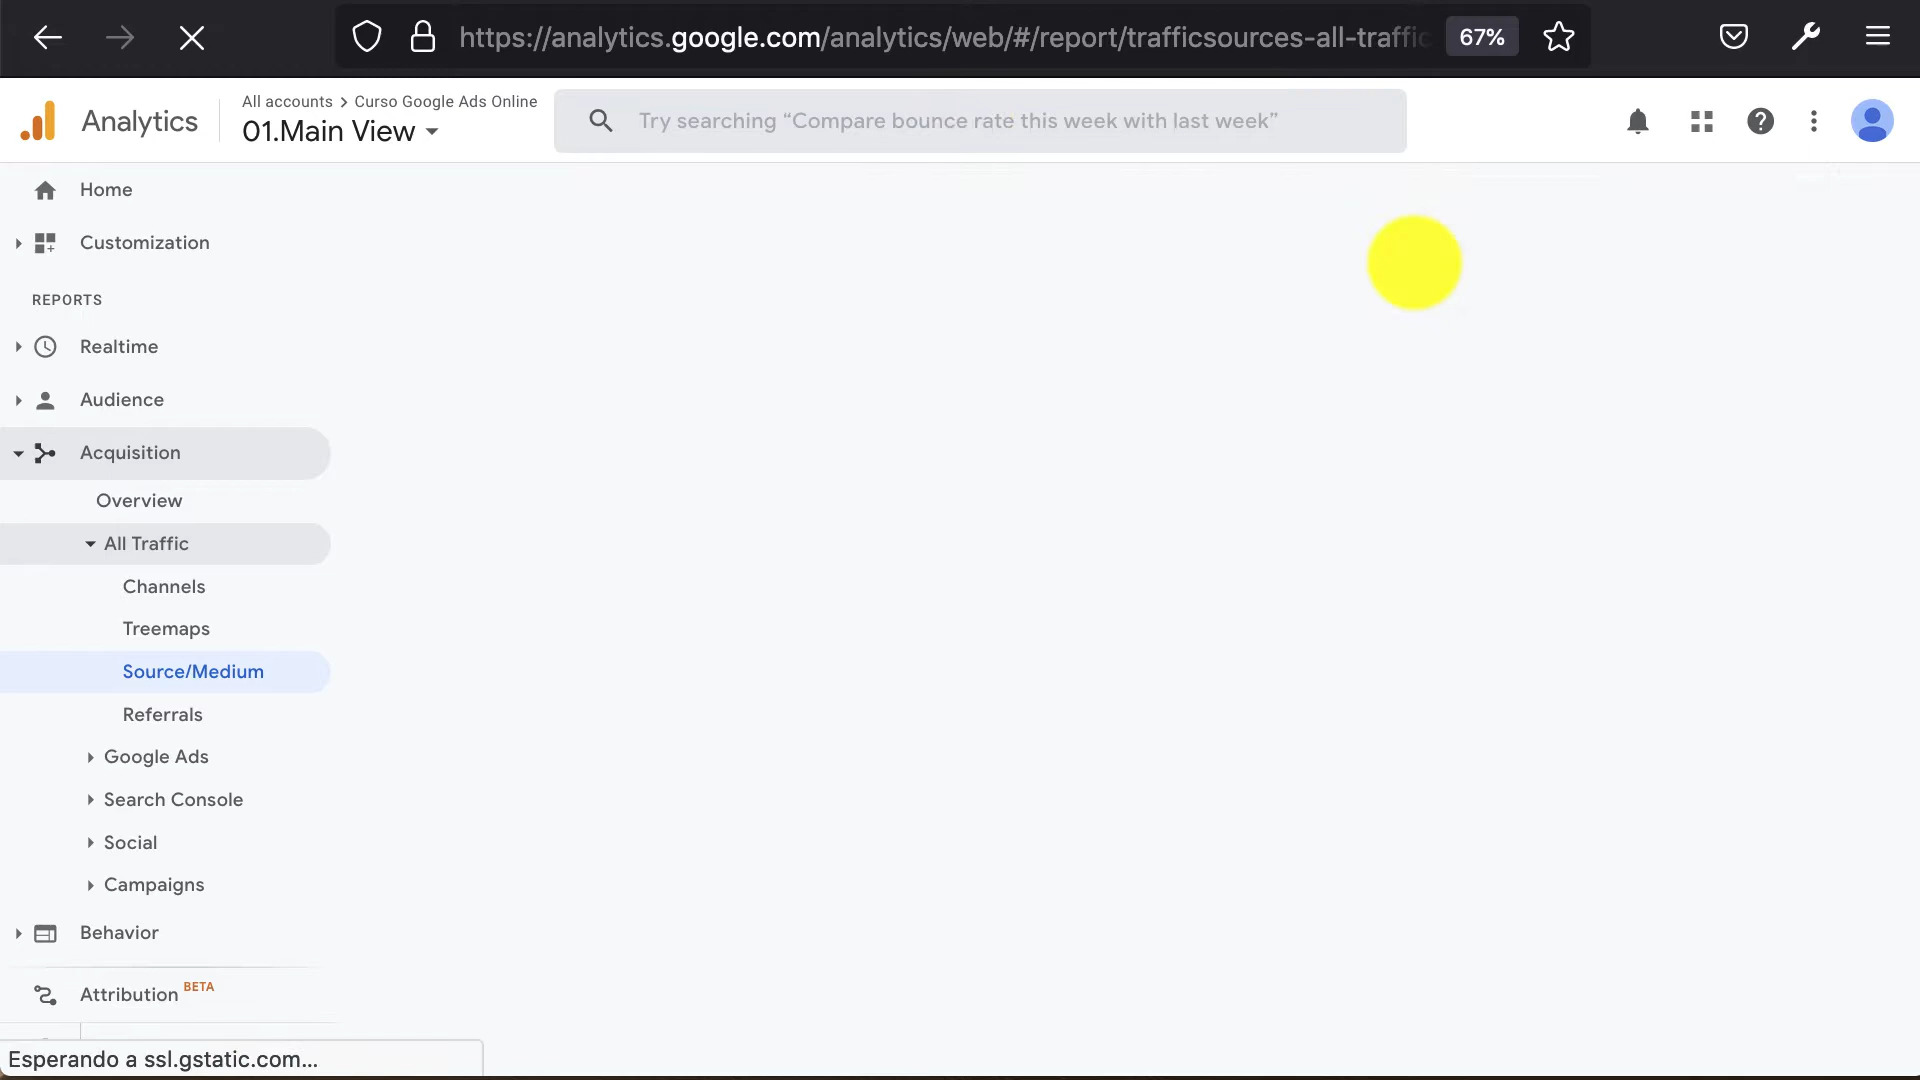 https://analytics.google.com/analytics/web/#/report/trafficsources-all-traffic
67%
Analytics
All accounts > Curso Google Ads Online
01.Main View
Try searching “Compare bounce rate this week with last week”
Home
Customization
REPORTS
Realtime
Audience
Acquisition
Overview
All Traffic
Channels
Treemaps
Source/Medium
Referrals
Google Ads
Search Console
Social
Campaigns
Behavior
Attribution BETA
Esperando a ssl.gstatic.com...